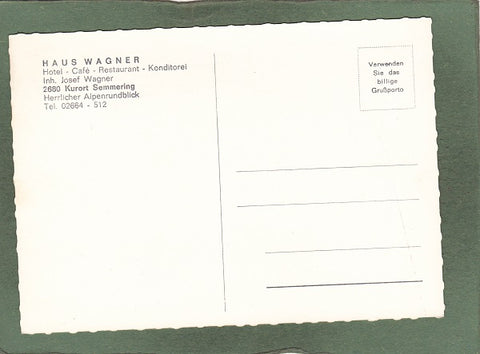 HAUS WAGNER
Hotel - Café - Restaurant - Konditorei
Inh. Josef Wagner
2680 Kurort Semmering
Herrlicher Alpenrundblick
Tel. 02664 - 512
Verwenden
Sie das
billige
Grußporto